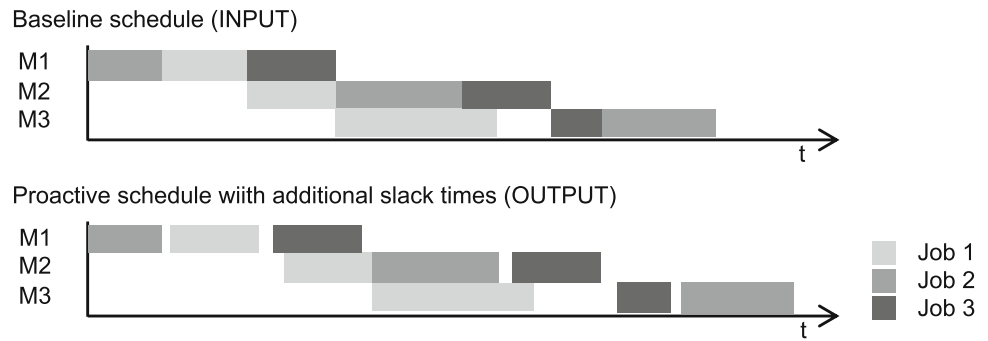 Baseline schedule (INPUT)
M1
M2
M3
t
Proactive schedule wiith additional slack times (OUTPUT)
M1
M2
M3
t
Job 1
Job 2
Job 3